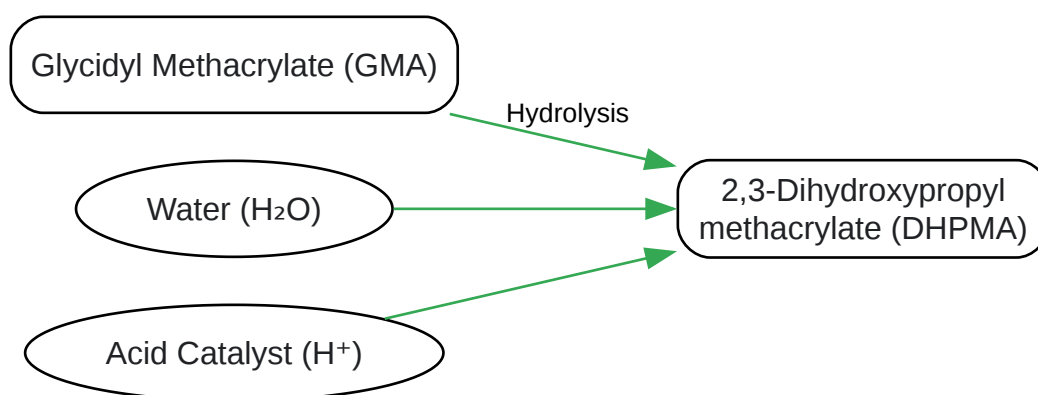 Glycidyl Methacrylate (GMA)
Hydrolysis
Water (H₂O)
2,3-Dihydroxypropyl
methacrylate (DHPMA)
Acid Catalyst (H⁺)